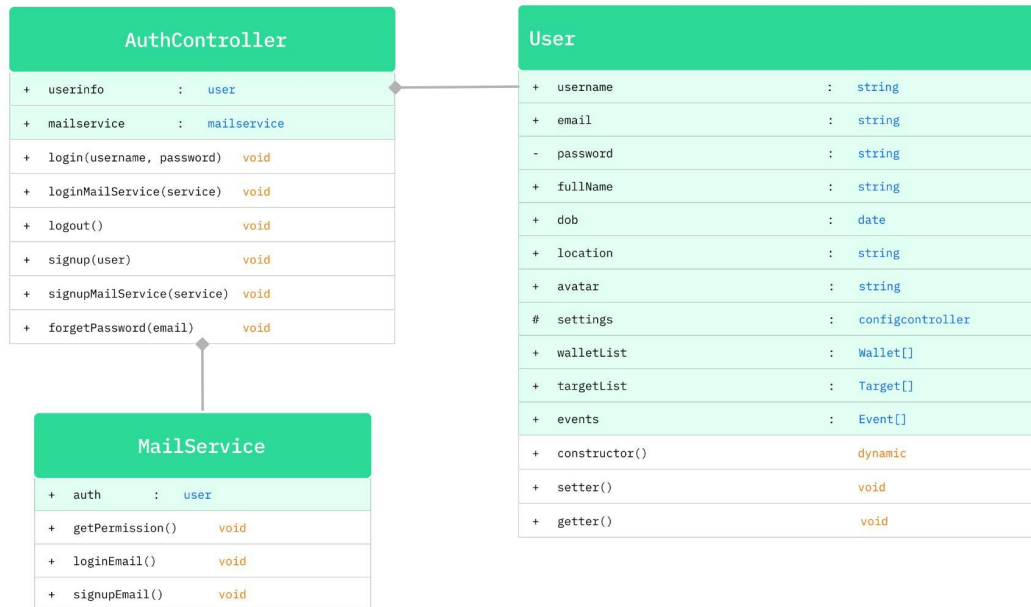 AuthController
+ userinfo : user
+ mailservice : mailservice
+ login(username, password) void
+ loginMailService(service) void
+ logout() void
+ signup(user) void
+ signupMailService(service) void
+ forgetPassword(email) void
User
+ username : string
+ email : string
- password : string
+ fullName : string
+ dob : date
+ location : string
+ avatar : string
# settings : configcontroller
+ walletList : Wallet[]
+ targetList : Target[]
+ events : Event[]
+ constructor() dynamic
+ setter() void
+ getter() void
MailService
+ auth : user
+ getPermission() void
+ loginEmail() void
+ signupEmail() void